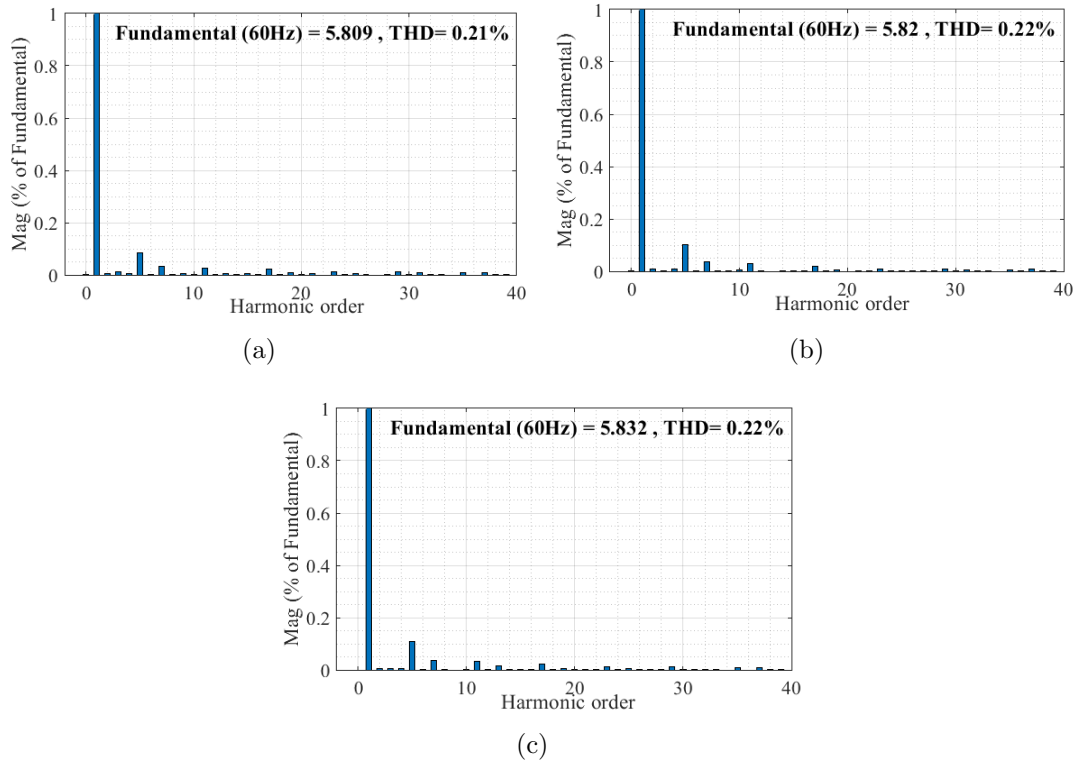 Fundamental (60Hz) = 5.809 , THD= 0.21%
Mag (% of Fundamental)
1
0.8
0.6
0.4
0.2
0
0 10 20 30 40
Harmonic order
(a)
Fundamental (60Hz) = 5.82 , THD= 0.22%
Mag (% of Fundamental)
1
0.8
0.6
0.4
0.2
0
0 10 20 30 40
Harmonic order
(b)
Fundamental (60Hz) = 5.832 , THD= 0.22%
Mag (% of Fundamental)
1
0.8
0.6
0.4
0.2
0
0 10 20 30 40
Harmonic order
(c)